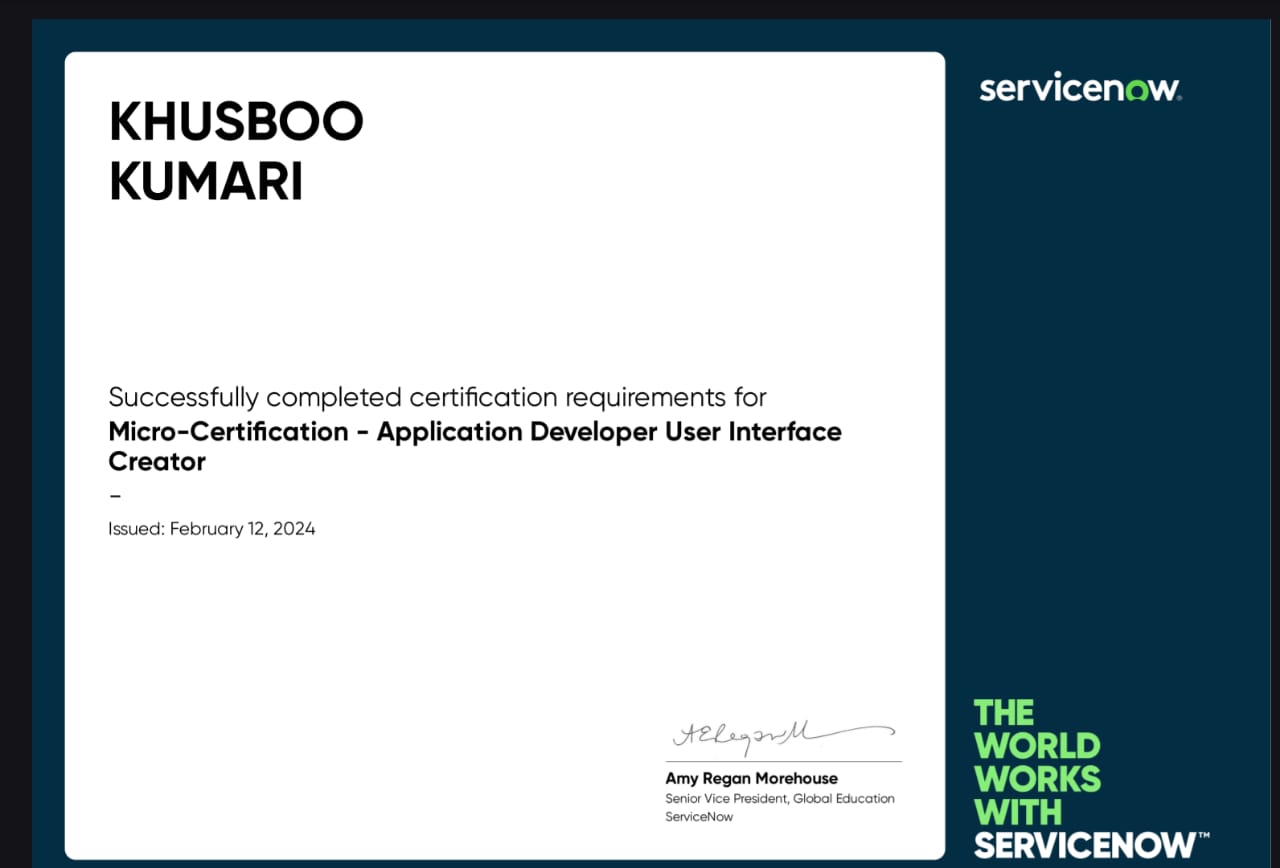 KHUSBOO
KUMARI
Successfully completed certification requirements for
Micro-Certification - Application Developer User Interface
Creator
–
Issued: February 12, 2024
Amy Regan Morehouse
Senior Vice President, Global Education
ServiceNow
servicenow®
THE
WORLD
WORKS
WITH
SERVICENOW™